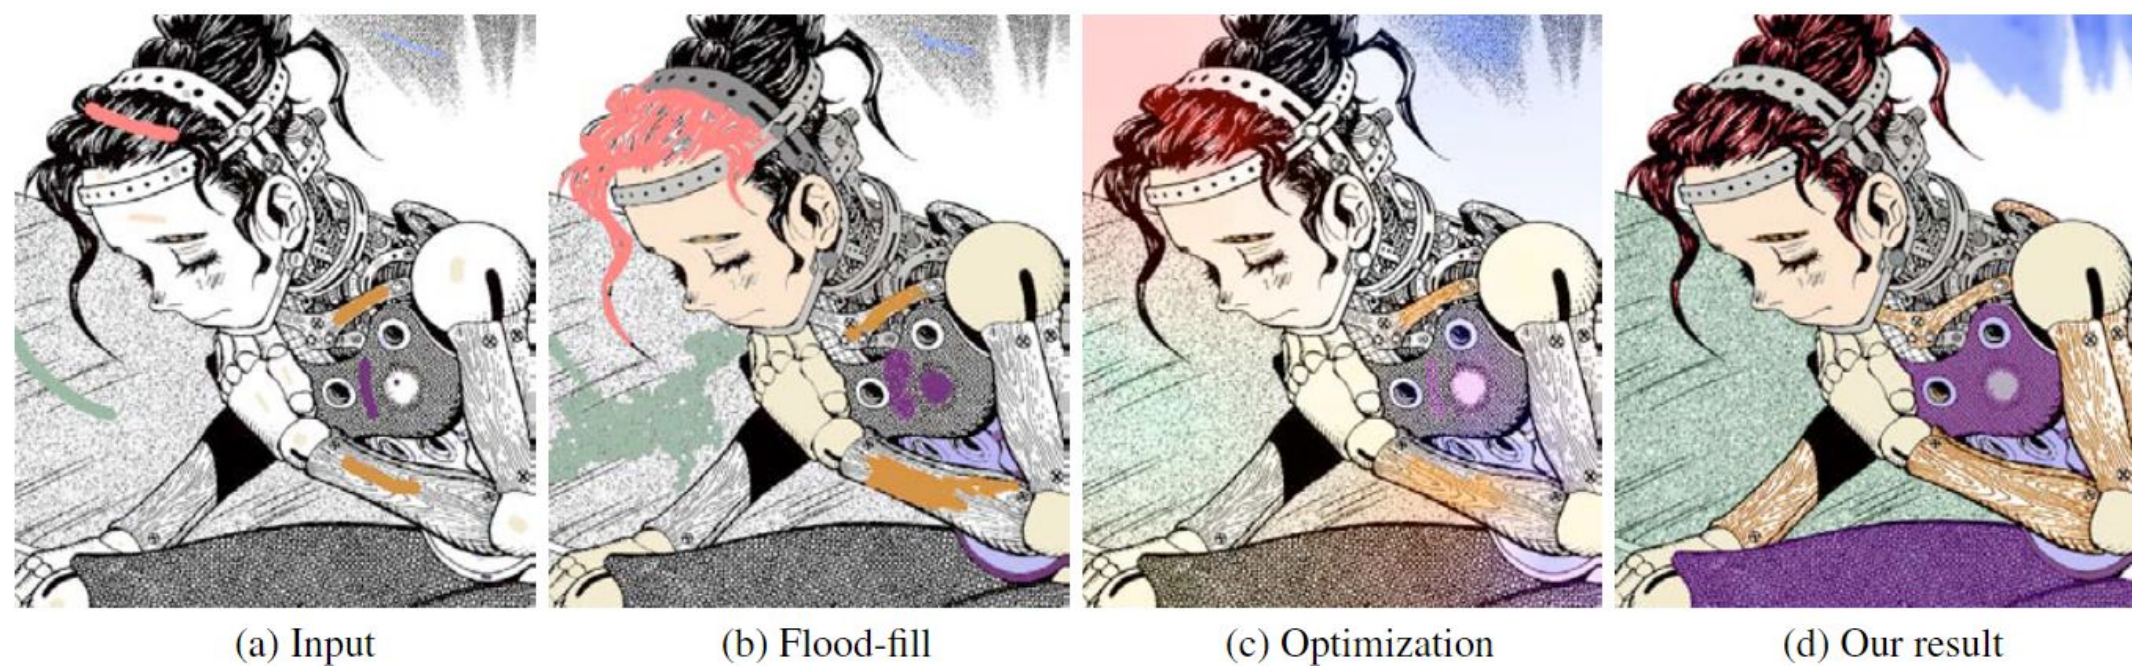 (a) Input
(b) Flood-fill
(c) Optimization
(d) Our result